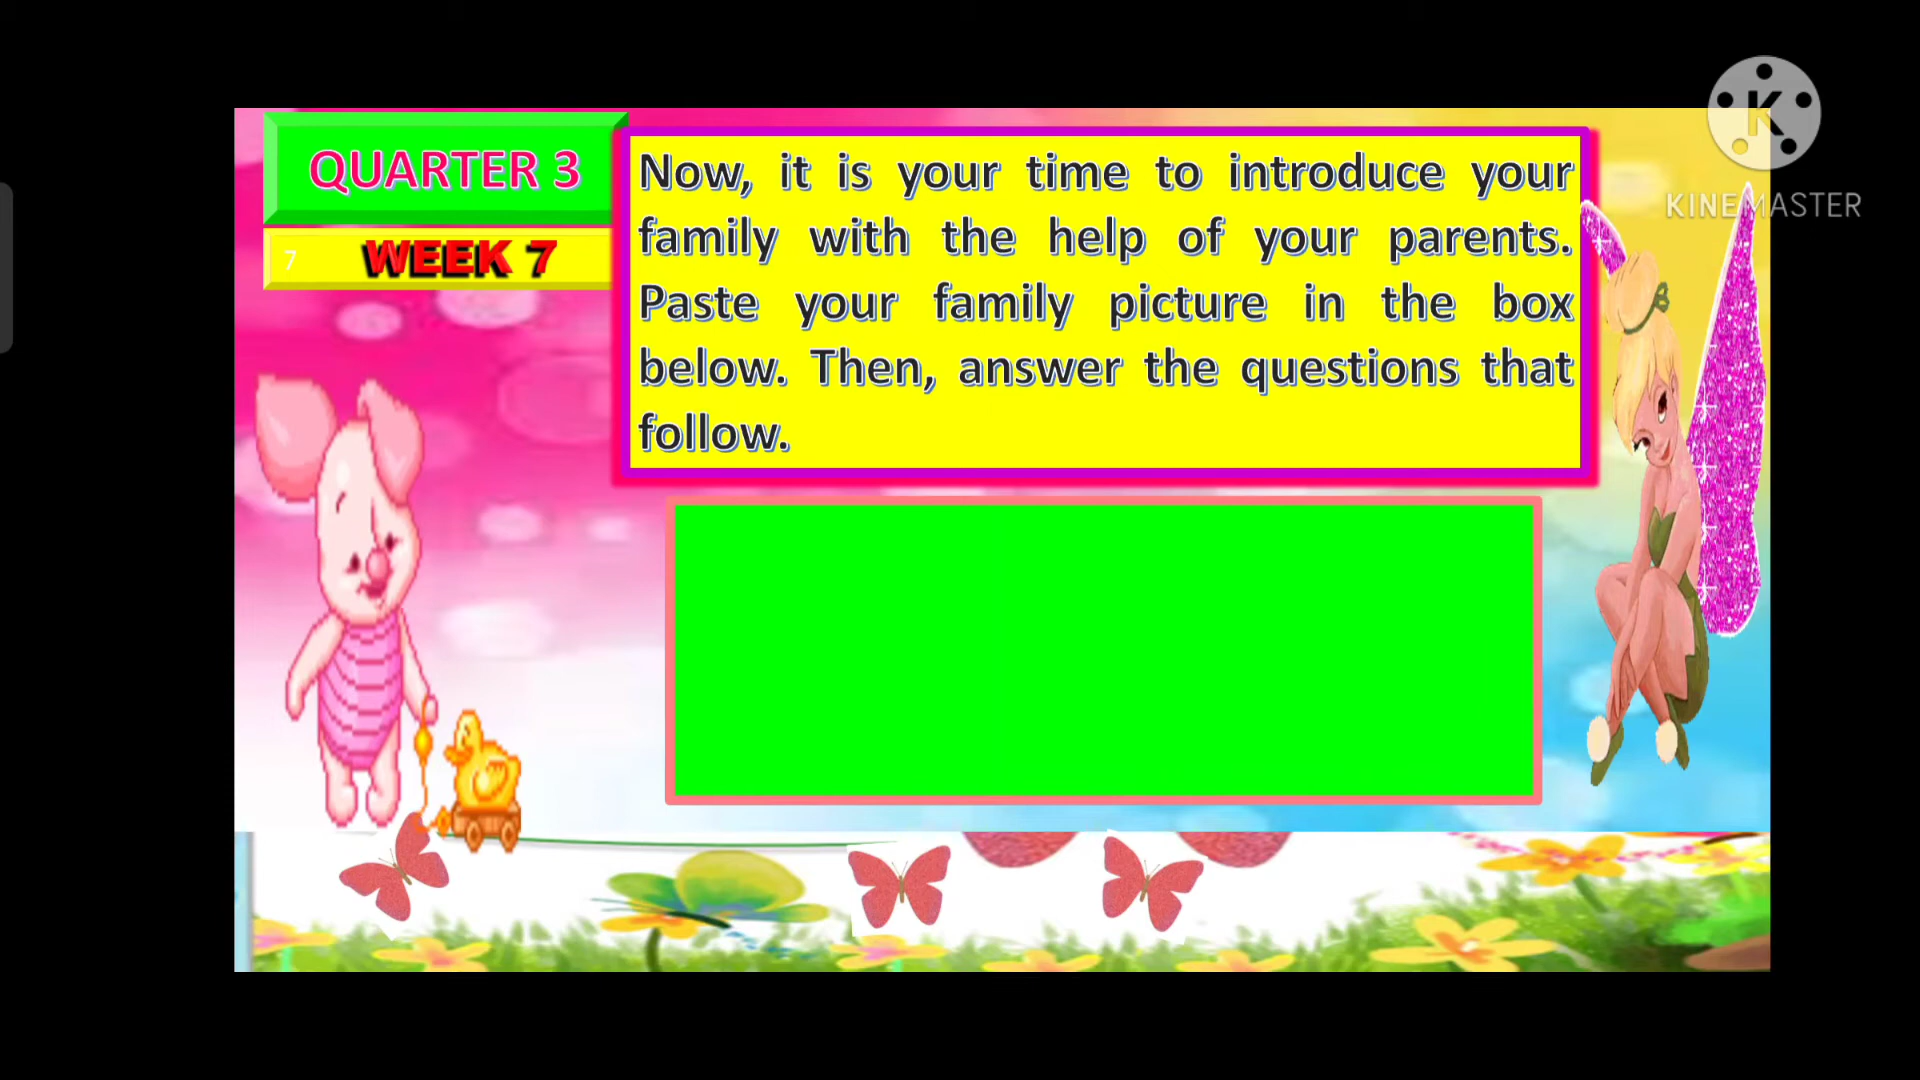 QUARTER 3
7
WEEK 7
Now, it is your time to introduce your
family with the help of your parents.
Paste your family picture in the box
below. Then, answer the questions that
follow.
K
KINEMASTER